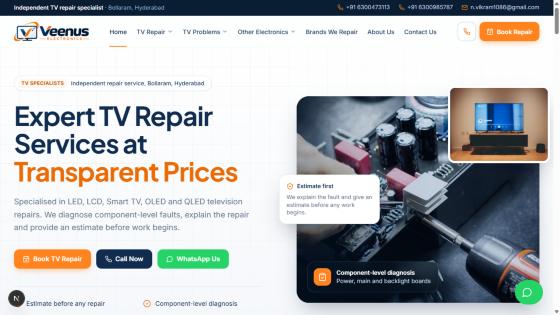 Independent TV repair specialist · Bollaram, Hyderabad
+91 6300473113
+91 6300985787
n.vikram1086@gmail.com
Veenus
ELECTRONICS
Home
TV Repair
TV Problems
Other Electronics
Brands We Repair
About Us
Contact Us
Book Repair
TV SPECIALISTS
Independent repair service, Bollaram, Hyderabad
Expert TV Repair
Services at
Transparent Prices
Specialised in LED, LCD, Smart TV, OLED and QLED television
repairs. We diagnose component-level faults, explain the repair
and provide an estimate before work begins.
Book TV Repair
Call Now
WhatsApp Us
Estimate first
We explain the fault and give an
estimate before any work
begins.
Component-level diagnosis
Power, main and backlight boards
N
Estimate before any repair
Component-level diagnosis